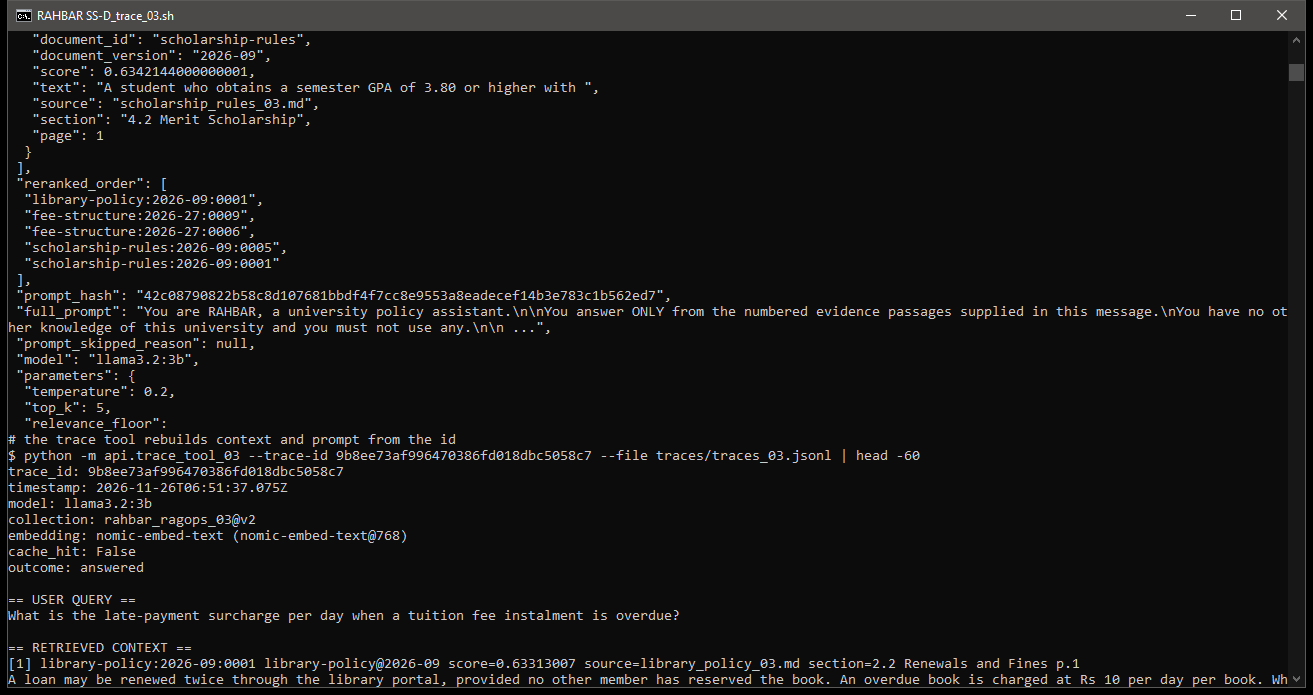 RAHBAR SS-D_trace_03.sh
"document_id": "scholarship-rules",
"document_version": "2026-09",
"score": 0.6342144000000001,
"text": "A student who obtains a semester GPA of 3.80 or higher with ",
"source": "scholarship_rules_03.md",
"section": "4.2 Merit Scholarship",
"page": 1
}
],
"reranked_order": [
"library-policy:2026-09:0001",
"fee-structure:2026-27:0009",
"fee-structure:2026-27:0006",
"scholarship-rules:2026-09:0005",
"scholarship-rules:2026-09:0001"
],
"prompt_hash": "42c08790822b58c8d107681bbdf4f7cc8e9553a8eadecef14b3e783c1b562ed7",
"full_prompt": "You are RAHBAR, a university policy assistant.\n\nYou answer ONLY from the numbered evidence passages supplied in this message.\nYou have no ot
her knowledge of this university and you must not use any.\n\n ...",
"prompt_skipped_reason": null,
"model": "llama3.2:3b",
"parameters": {
"temperature": 0.2,
"top_k": 5,
"relevance_floor":
# the trace tool rebuilds context and prompt from the id
$ python -m api.trace_tool_03 --trace-id 9b8ee73af996470386fd018dbc5058c7 --file traces/traces_03.jsonl | head -60
trace_id: 9b8ee73af996470386fd018dbc5058c7
timestamp: 2026-11-26T06:51:37.075Z
model: llama3.2:3b
collection: rahbar_ragops_03@v2
embedding: nomic-embed-text (nomic-embed-text@768)
cache_hit: False
outcome: answered
== USER QUERY ==
What is the late-payment surcharge per day when a tuition fee instalment is overdue?
== RETRIEVED CONTEXT ==
[1] library-policy:2026-09:0001 library-policy@2026-09 score=0.63313007 source=library_policy_03.md section=2.2 Renewals and Fines p.1
A loan may be renewed twice through the library portal, provided no other member has reserved the book. An overdue book is charged at Rs 10 per day per book. Wh